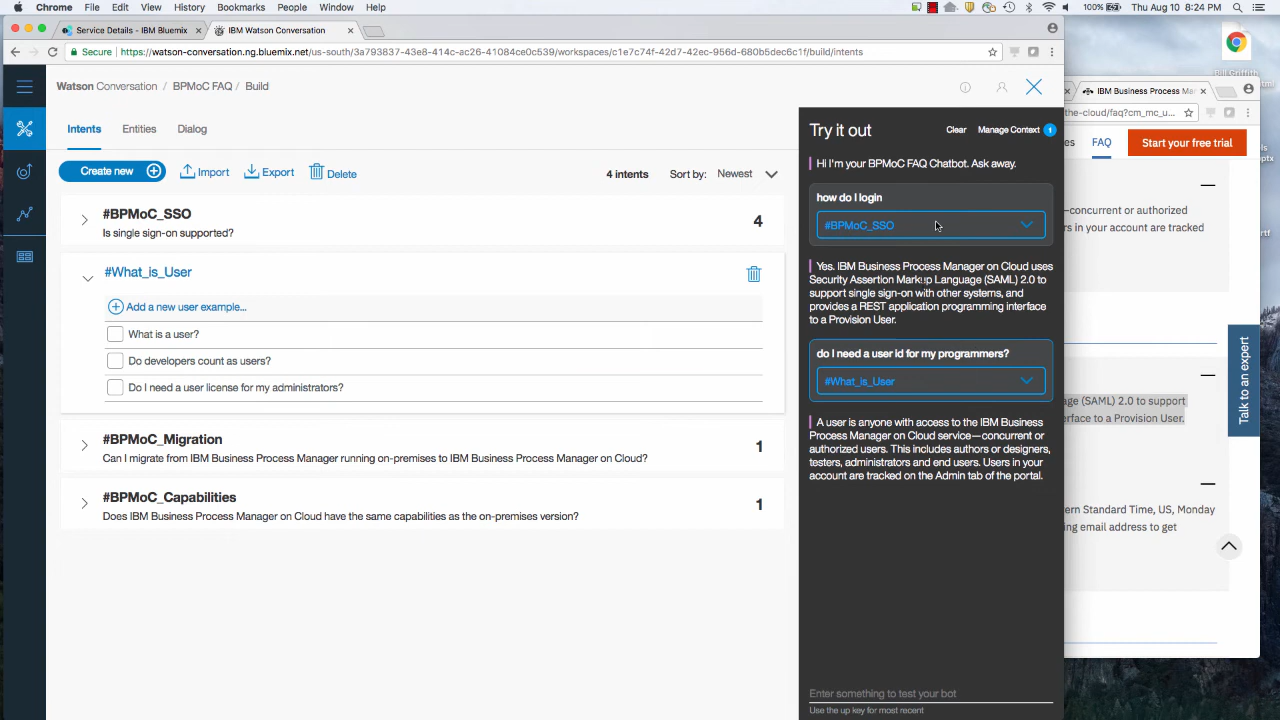 Chrome File Edit View History Bookmarks People Window Help
100% Thu Aug 10 8:24 PM
Service Details - IBM Bluemix
IBM Watson Conversation
Secure https://watson-conversation.ng.bluemix.net/us-south/3a793837-43e8-414c-ac26-41084cd0c539/workspaces/c1e7c74f-42d7-42ec-956d-680b5dec6c1f/build/intents
Watson Conversation / BPMoC FAQ / Build
Intents Entities Dialog
Create new Import Export Delete
4 intents Sort by: Newest
#BPMoC_SSO
Is single sign-on supported?
4
#What_is_User
Add a new user example...
What is a user?
Do developers count as users?
Do I need a user license for my administrators?
#BPMoC_Migration
Can I migrate from IBM Business Process Manager running on-premises to IBM Business Process Manager on Cloud?
1
#BPMoC_Capabilities
Does IBM Business Process Manager on Cloud have the same capabilities as the on-premises version?
1
Try it out Clear Manage Context 1
Hi I'm your BPMoC FAQ Chatbot. Ask away.
how do I login
#BPMoC_SSO
Yes. IBM Business Process Manager on Cloud uses
Security Assertion Markup Language (SAML) 2.0 to
support single sign-on with other systems, and
provides a REST application programming interface
to a Provision User.
do I need a user id for my programmers?
#What_is_User
A user is anyone with access to the IBM Business
Process Manager on Cloud service—concurrent or
authorized users. This includes authors or designers,
testers, administrators and end users. Users in your
account are tracked on the Admin tab of the portal.
Enter something to test your bot
Use the up key for most recent
IBM Business Process Ma
the-cloud/faq?cm_mc_u...
es FAQ Start your free trial
—concurrent or authorized
rs in your account are tracked
ge (SAML) 2.0 to support
erface to a Provision User.
ern Standard Time, US, Monday
ing email address to get
Talk to an expert